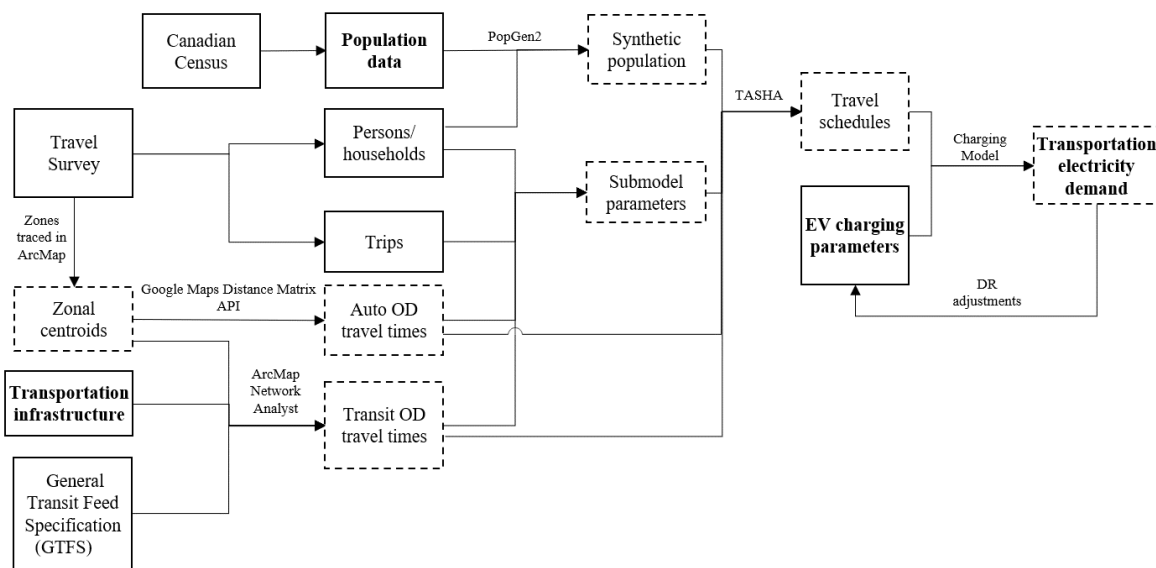 Canadian
Census
Population
data
PopGen2
Synthetic
population
Travel
Survey
Persons/
households
TASHA
Travel
schedules
Charging
Model
Transportation
electricity
demand
Submodel
parameters
Zones
traced in
ArcMap
Trips
EV charging
parameters
Zonal
centroids
Google Maps Distance Matrix
API
Auto OD
travel times
DR
adjustments
Transportation
infrastructure
ArcMap
Network
Analyst
Transit OD
travel times
General
Transit Feed
Specification
(GTFS)